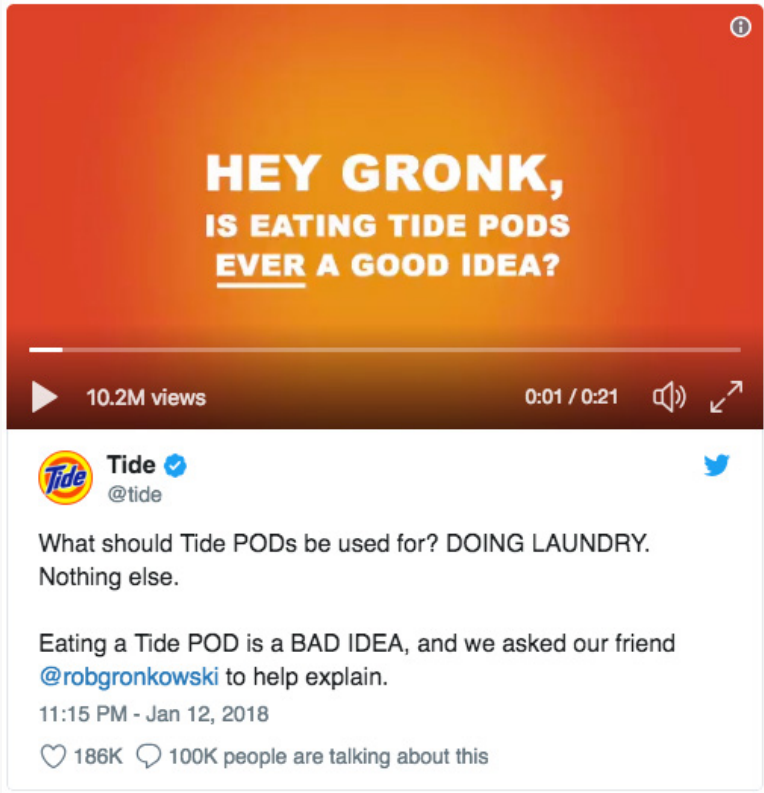 HEY GRONK,
IS EATING TIDE PODS
EVER A GOOD IDEA?
10.2M views
0:01 / 0:21
Tide
Tide
@tide
What should Tide PODs be used for? DOING LAUNDRY.
Nothing else.
Eating a Tide POD is a BAD IDEA, and we asked our friend
@robgronkowski to help explain.
11:15 PM - Jan 12, 2018
186K 100K people are talking about this